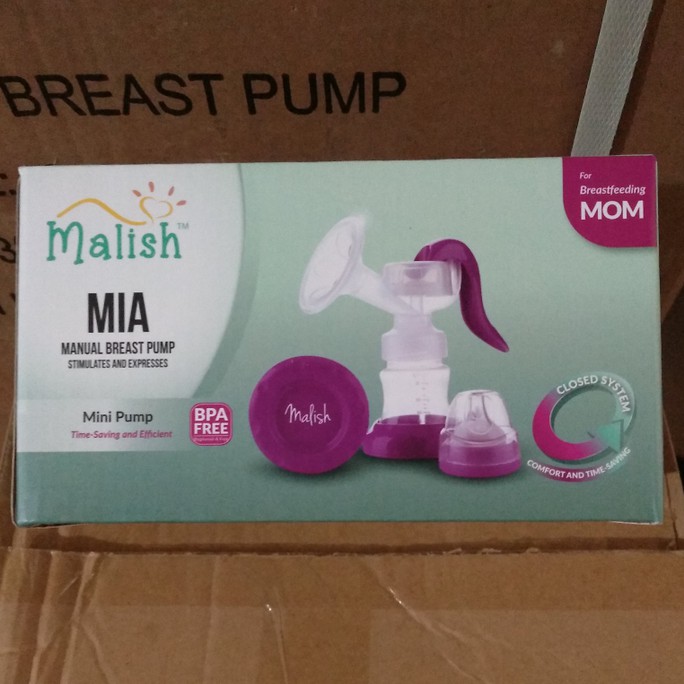 BREAST PUMP
For
Breastfeeding
MOM
Malish™
MIA
MANUAL BREAST PUMP
STIMULATES AND EXPRESSES
Mini Pump
Time-Saving and Efficient
BPA
FREE
Malish
CLOSED SYSTEM
COMFORT AND TIME-SAVING